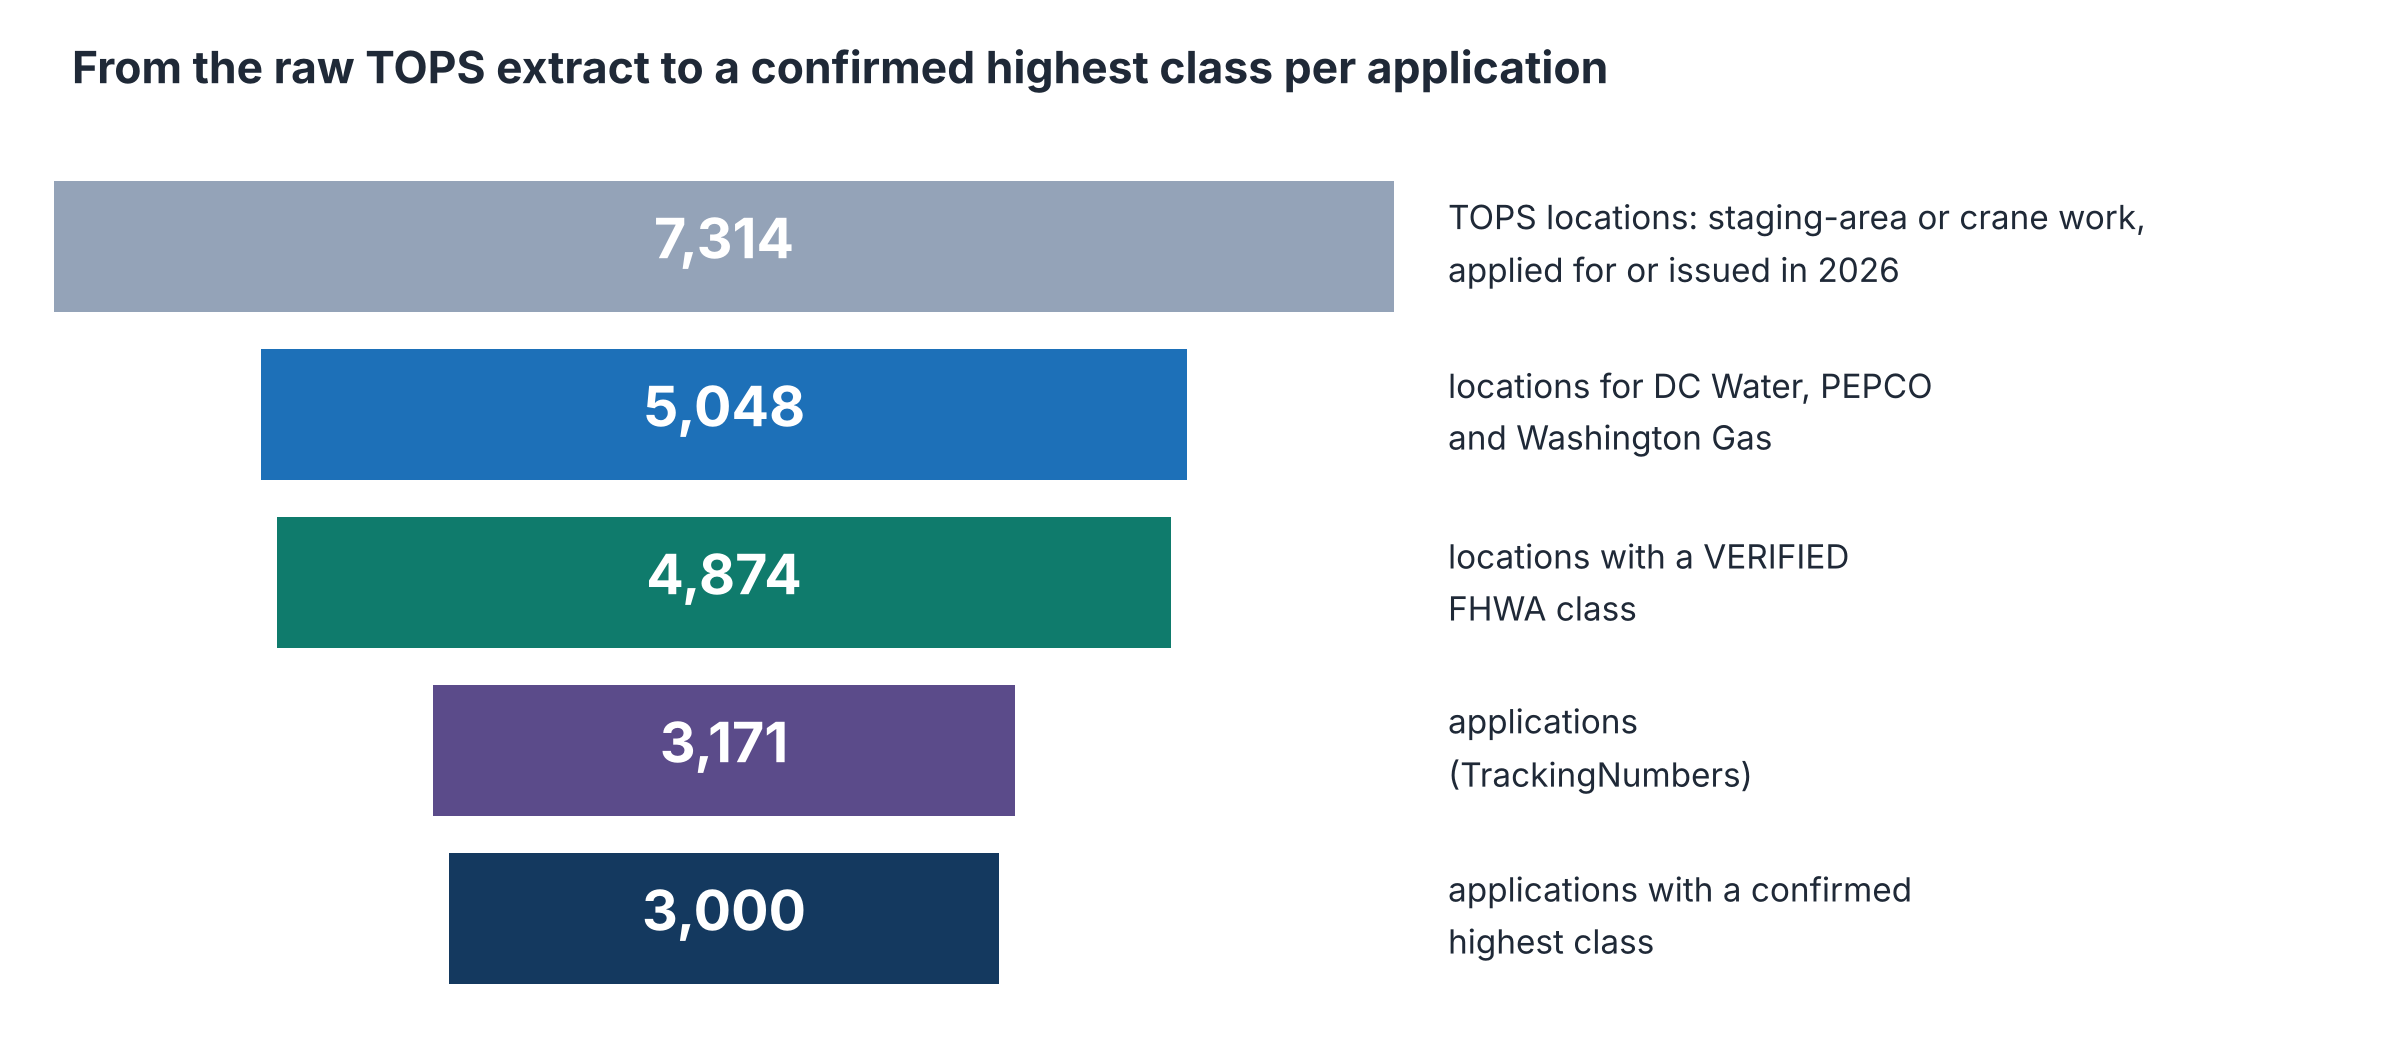 From the raw TOPS extract to a confirmed highest class per application
7,314
TOPS locations: staging-area or crane work,
applied for or issued in 2026
5,048
locations for DC Water, PEPCO
and Washington Gas
4,874
locations with a VERIFIED
FHWA class
3,171
applications
(TrackingNumbers)
3,000
applications with a confirmed
highest class